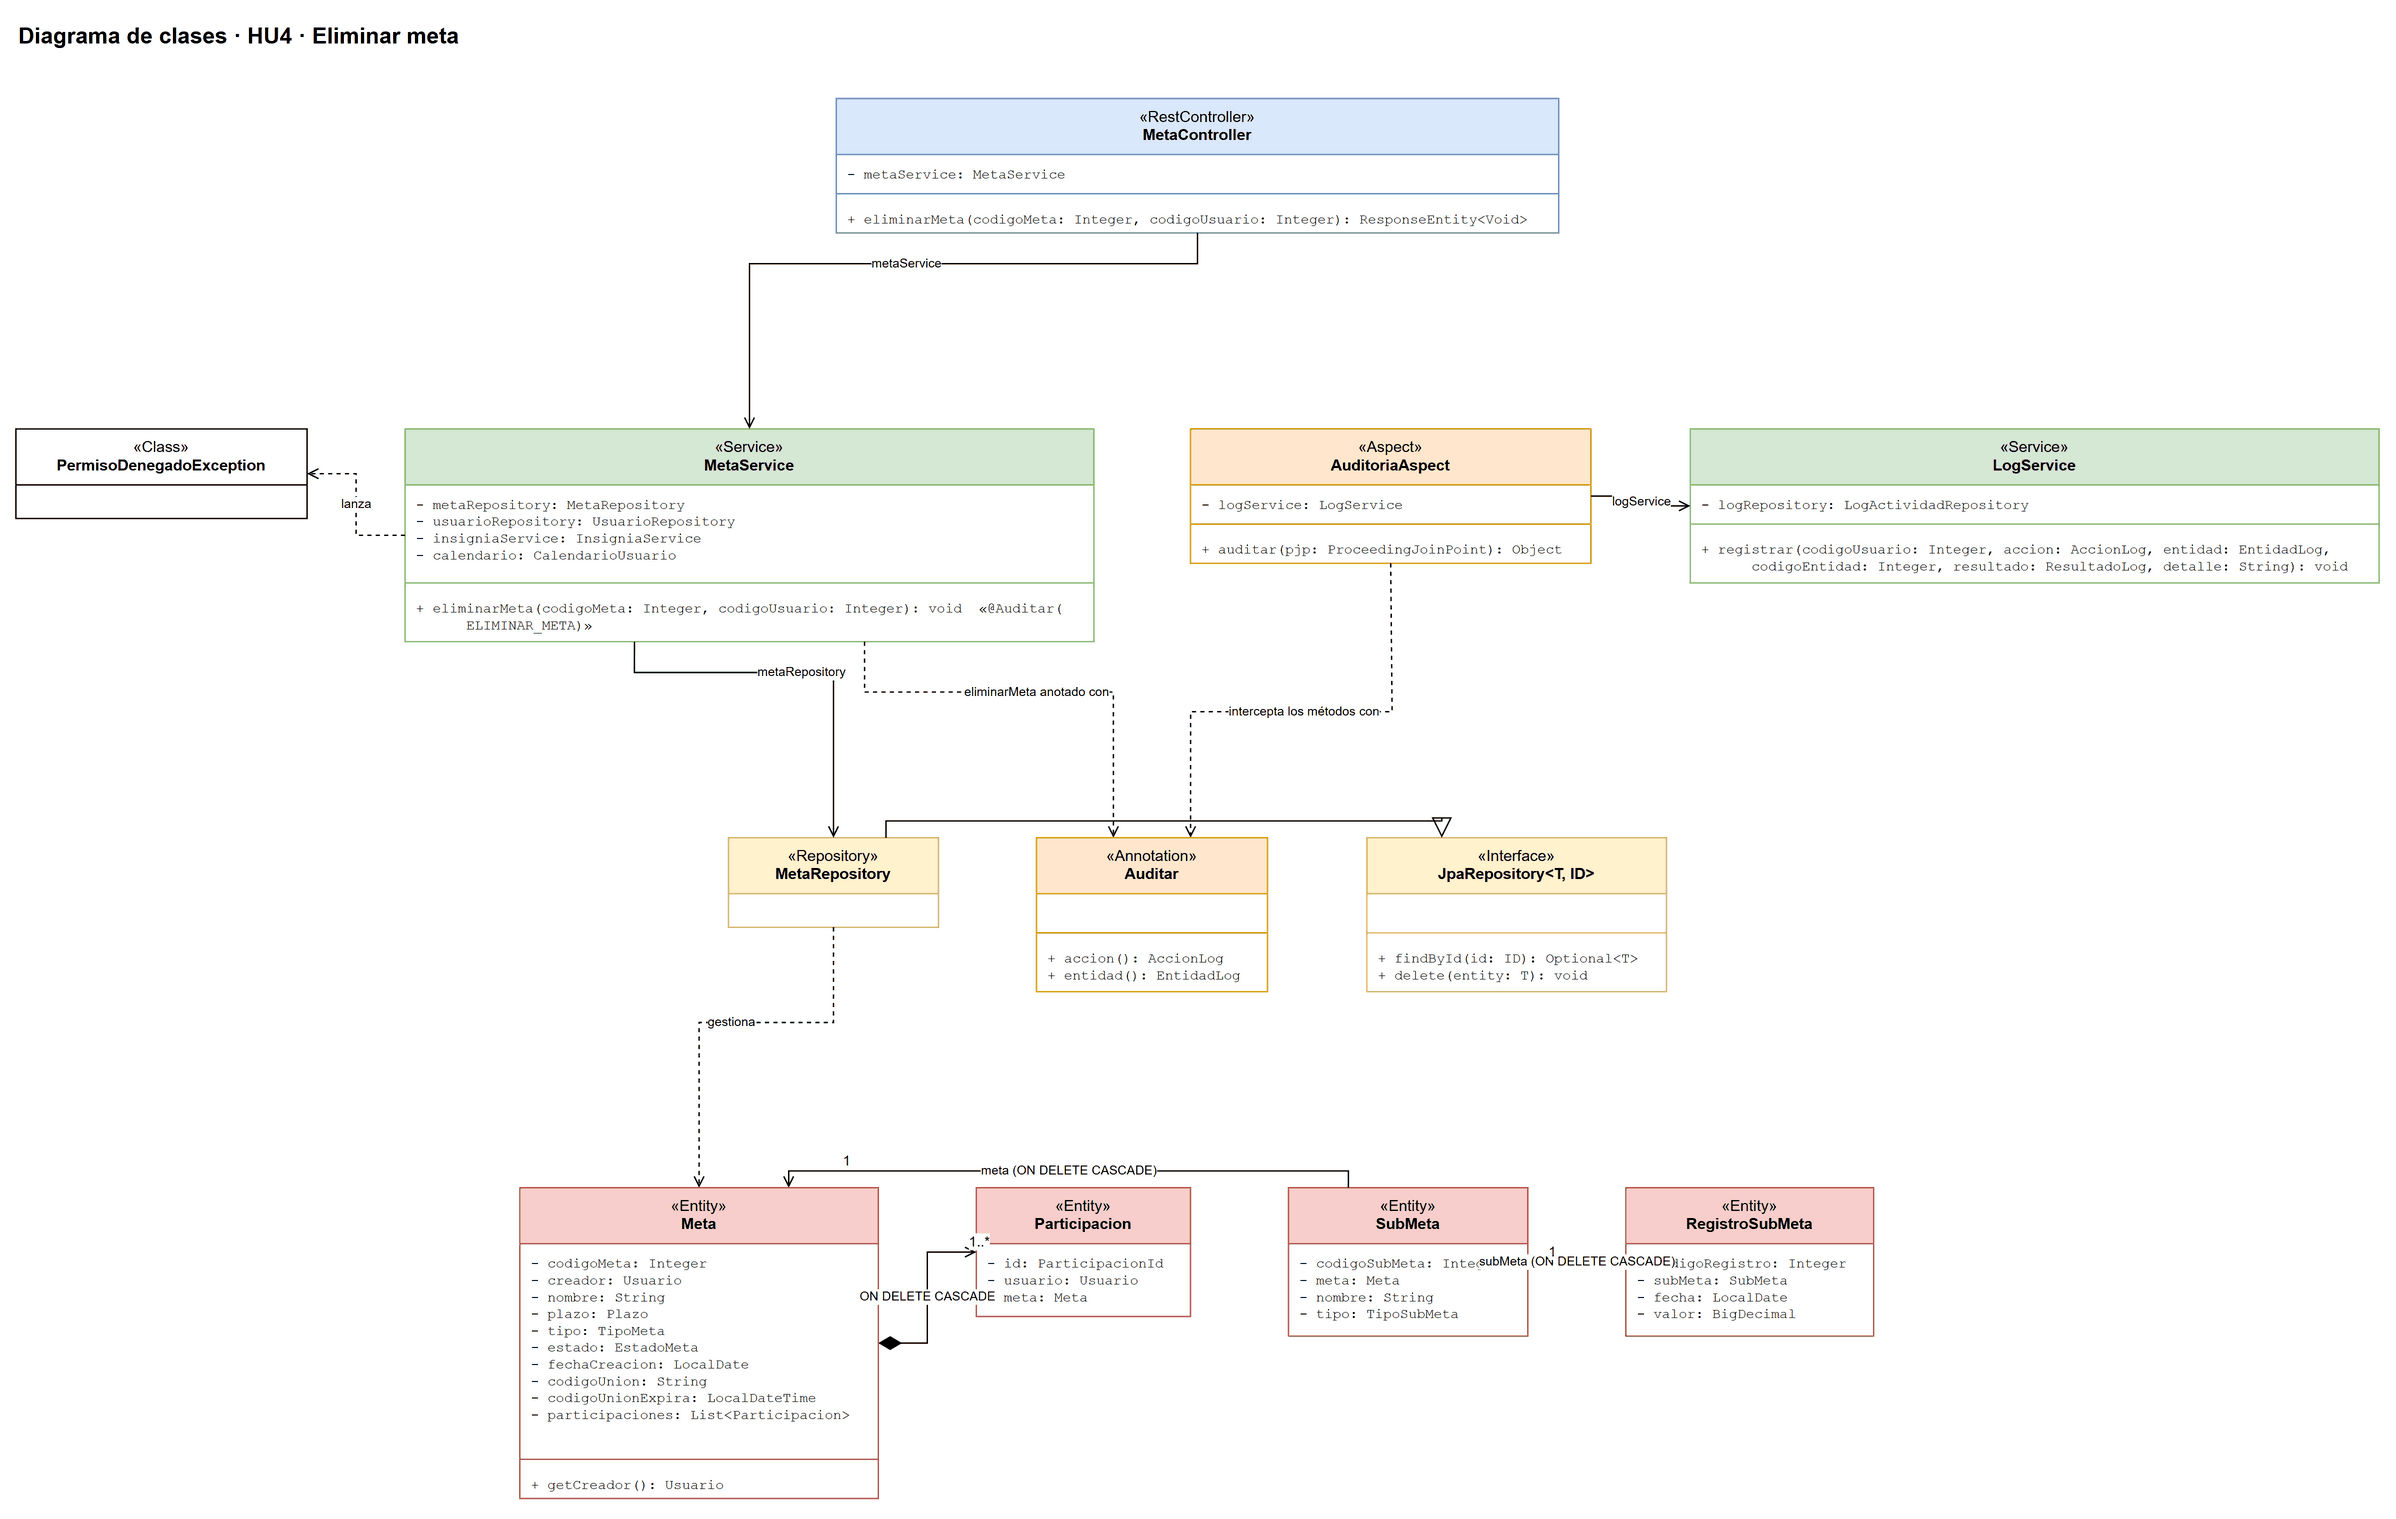 Diagrama de clases · HU4 · Eliminar meta
«RestController»
MetaController
- metaService: MetaService
+ eliminarMeta(codigoMeta: Integer, codigoUsuario: Integer): ResponseEntity<Void>
metaService
«Class»
PermisoDenegadoException
lanza
«Service»
MetaService
- metaRepository: MetaRepository
- usuarioRepository: UsuarioRepository
- insigniaService: InsigniaService
- calendario: CalendarioUsuario
+ eliminarMeta(codigoMeta: Integer, codigoUsuario: Integer): void «@Auditar(
ELIMINAR_META)»
«Aspect»
AuditoriaAspect
- logService: LogService
+ auditar(pjp: ProceedingJoinPoint): Object
logService
«Service»
LogService
- logRepository: LogActividadRepository
+ registrar(codigoUsuario: Integer, accion: AccionLog, entidad: EntidadLog,
codigoEntidad: Integer, resultado: ResultadoLog, detalle: String): void
metaRepository
eliminarMeta anotado con
intercepta los métodos con
«Repository»
MetaRepository
«Annotation»
Auditar
+ accion(): AccionLog
+ entidad(): EntidadLog
«Interface»
JpaRepository<T, ID>
+ findById(id: ID): Optional<T>
+ delete(entity: T): void
gestiona
1
meta (ON DELETE CASCADE)
«Entity»
Meta
- codigoMeta: Integer
- creador: Usuario
- nombre: String
- plazo: Plazo
- tipo: TipoMeta
- estado: EstadoMeta
- fechaCreacion: LocalDate
- codigoUnion: String
- codigoUnionExpira: LocalDateTime
- participaciones: List<Participacion>
+ getCreador(): Usuario
1..*
ON DELETE CASCADE
«Entity»
Participacion
- id: ParticipacionId
- usuario: Usuario
meta: Meta
«Entity»
SubMeta
- codigoSubMeta: Integ
- meta: Meta
- nombre: String
- tipo: TipoSubMeta
1
subMeta (ON DELETE CASCADE)
«Entity»
RegistroSubMeta
digoRegistro: Integer
- subMeta: SubMeta
- fecha: LocalDate
- valor: BigDecimal